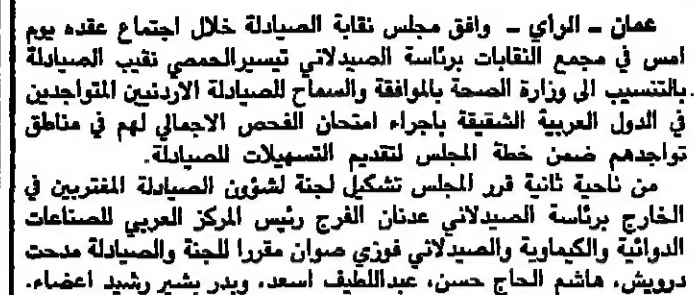 عمان ـ الرأي ـ وافق مجلس نقابة الصيادلة خلال اجتماع عقده يوم
امس في مجمع النقابات برئاسة الصيدلاني تيسير الحمصي نقيب الصيادلة
بالتنسيب الى وزارة الصحة بالموافقة والسماح للصيادلة الاردنيين المتواجدين
في الدول العربية الشقيقة باجراء امتحان الفحص الاجمالي لهم في مناطق
تواجدهم ضمن خطة المجلس لتقديم التسهيلات للصيادلة.
من ناحية ثانية قرر المجلس تشكيل لجنة لشؤون الصيادلة المغتربين في
الخارج برئاسة الصيدلاني عدنان الفرج رئيس المركز العربي للصناعات
الدوائية والكيماوية والصيدلاني فوزي صوان مقررا للجنة والصيادلة مدحت
درويش، هاشم الحاج حسن، عبداللطيف اسعد، وبدر بشير رشيد اعضاء.